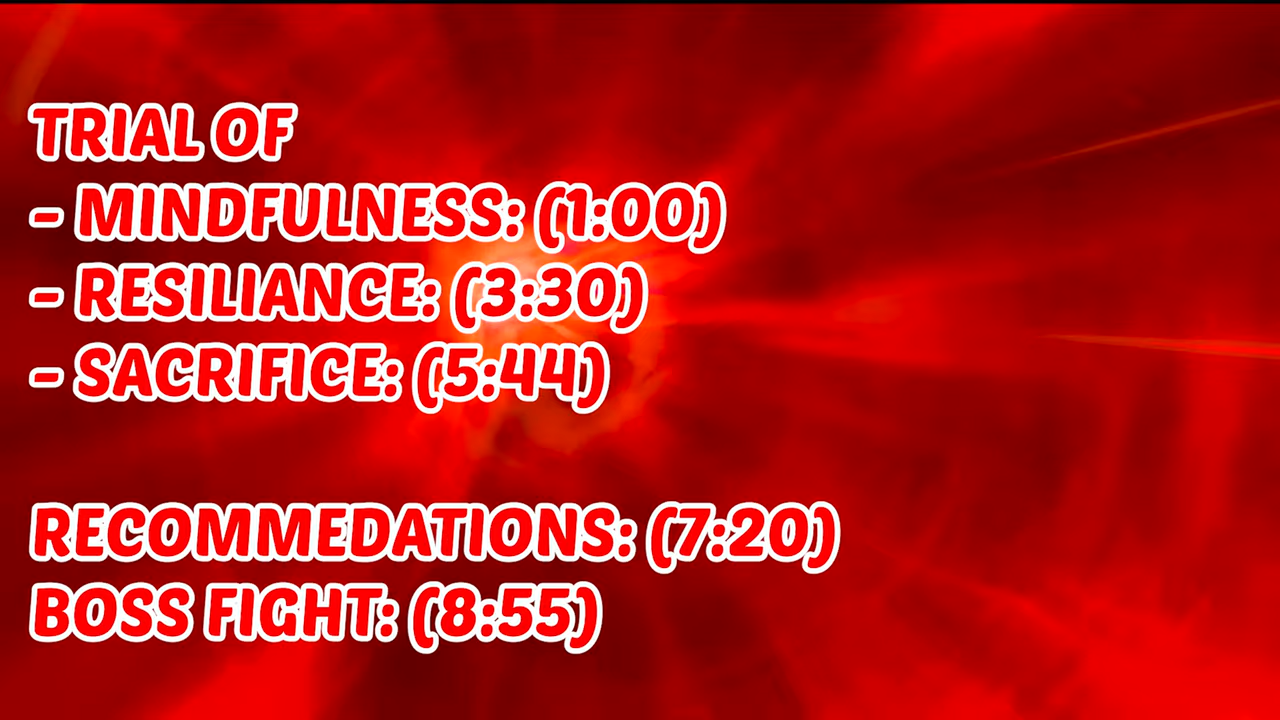 TRIAL OF
- MINDFULNESS: (1:00)
- RESILIANCE: (3:30)
- SACRIFICE: (5:44)
RECOMMEDATIONS: (7:20)
BOSS FIGHT: (8:55)